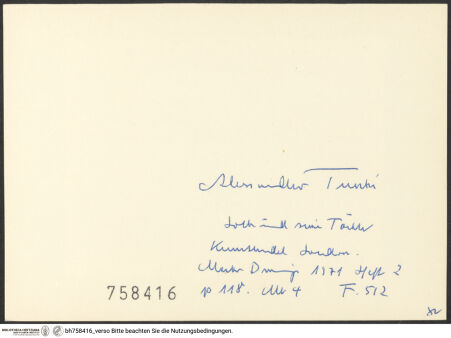 Alessandro Turchi
Loth und seine Töchter
Kunsthandel London.
Master Drawings 1971 Heft 2
p 118. Abb 4 F. 512
758416
bh758416_verso Bitte beachten Sie die Nutzungsbedingungen.